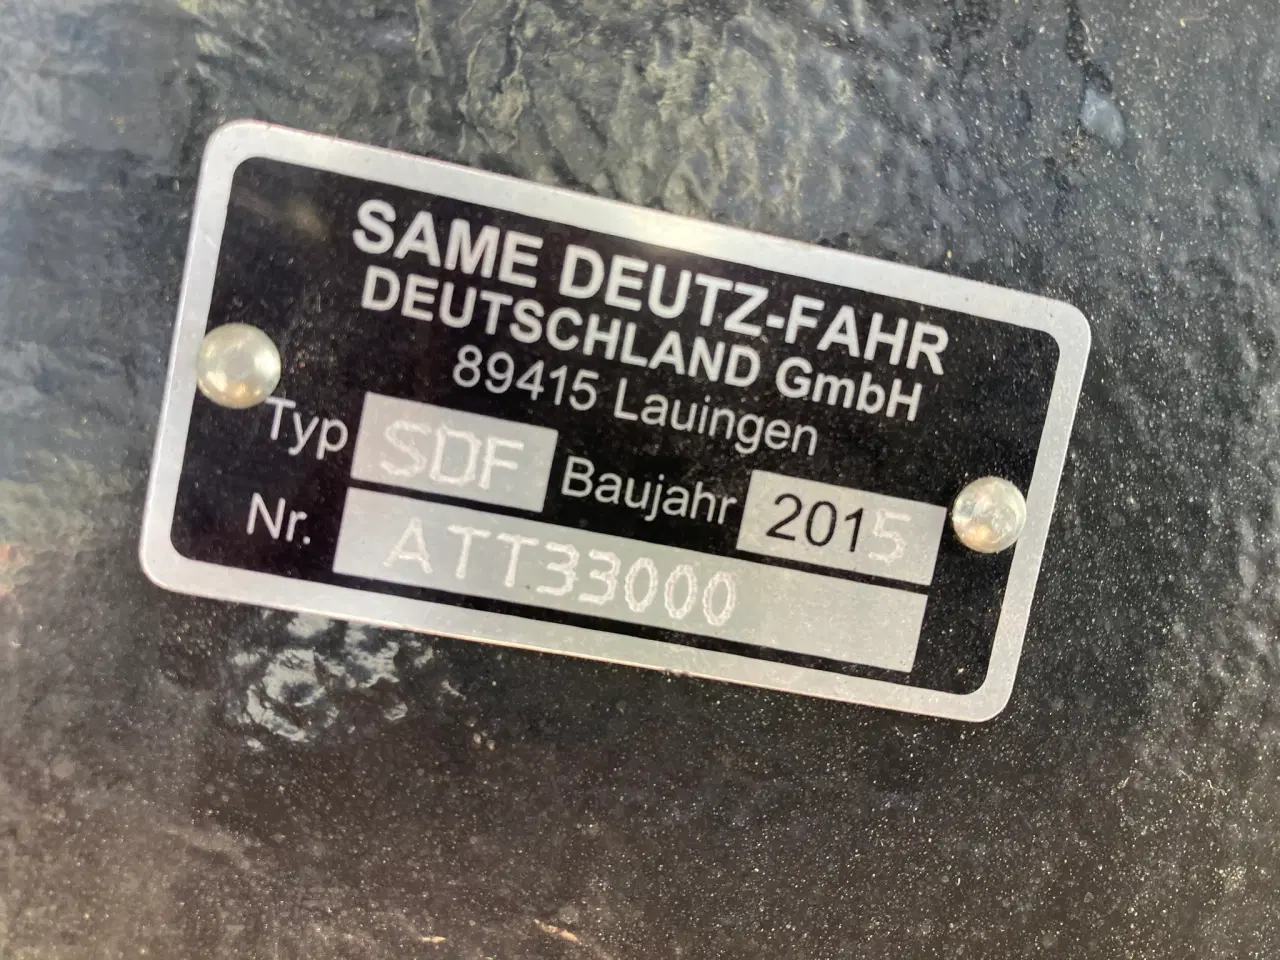 SAME DEUTZ-FAHR
DEUTSCHLAND GmbH
89415 Lauingen
Typ SDF Baujahr 2015
Nr. ATT33000